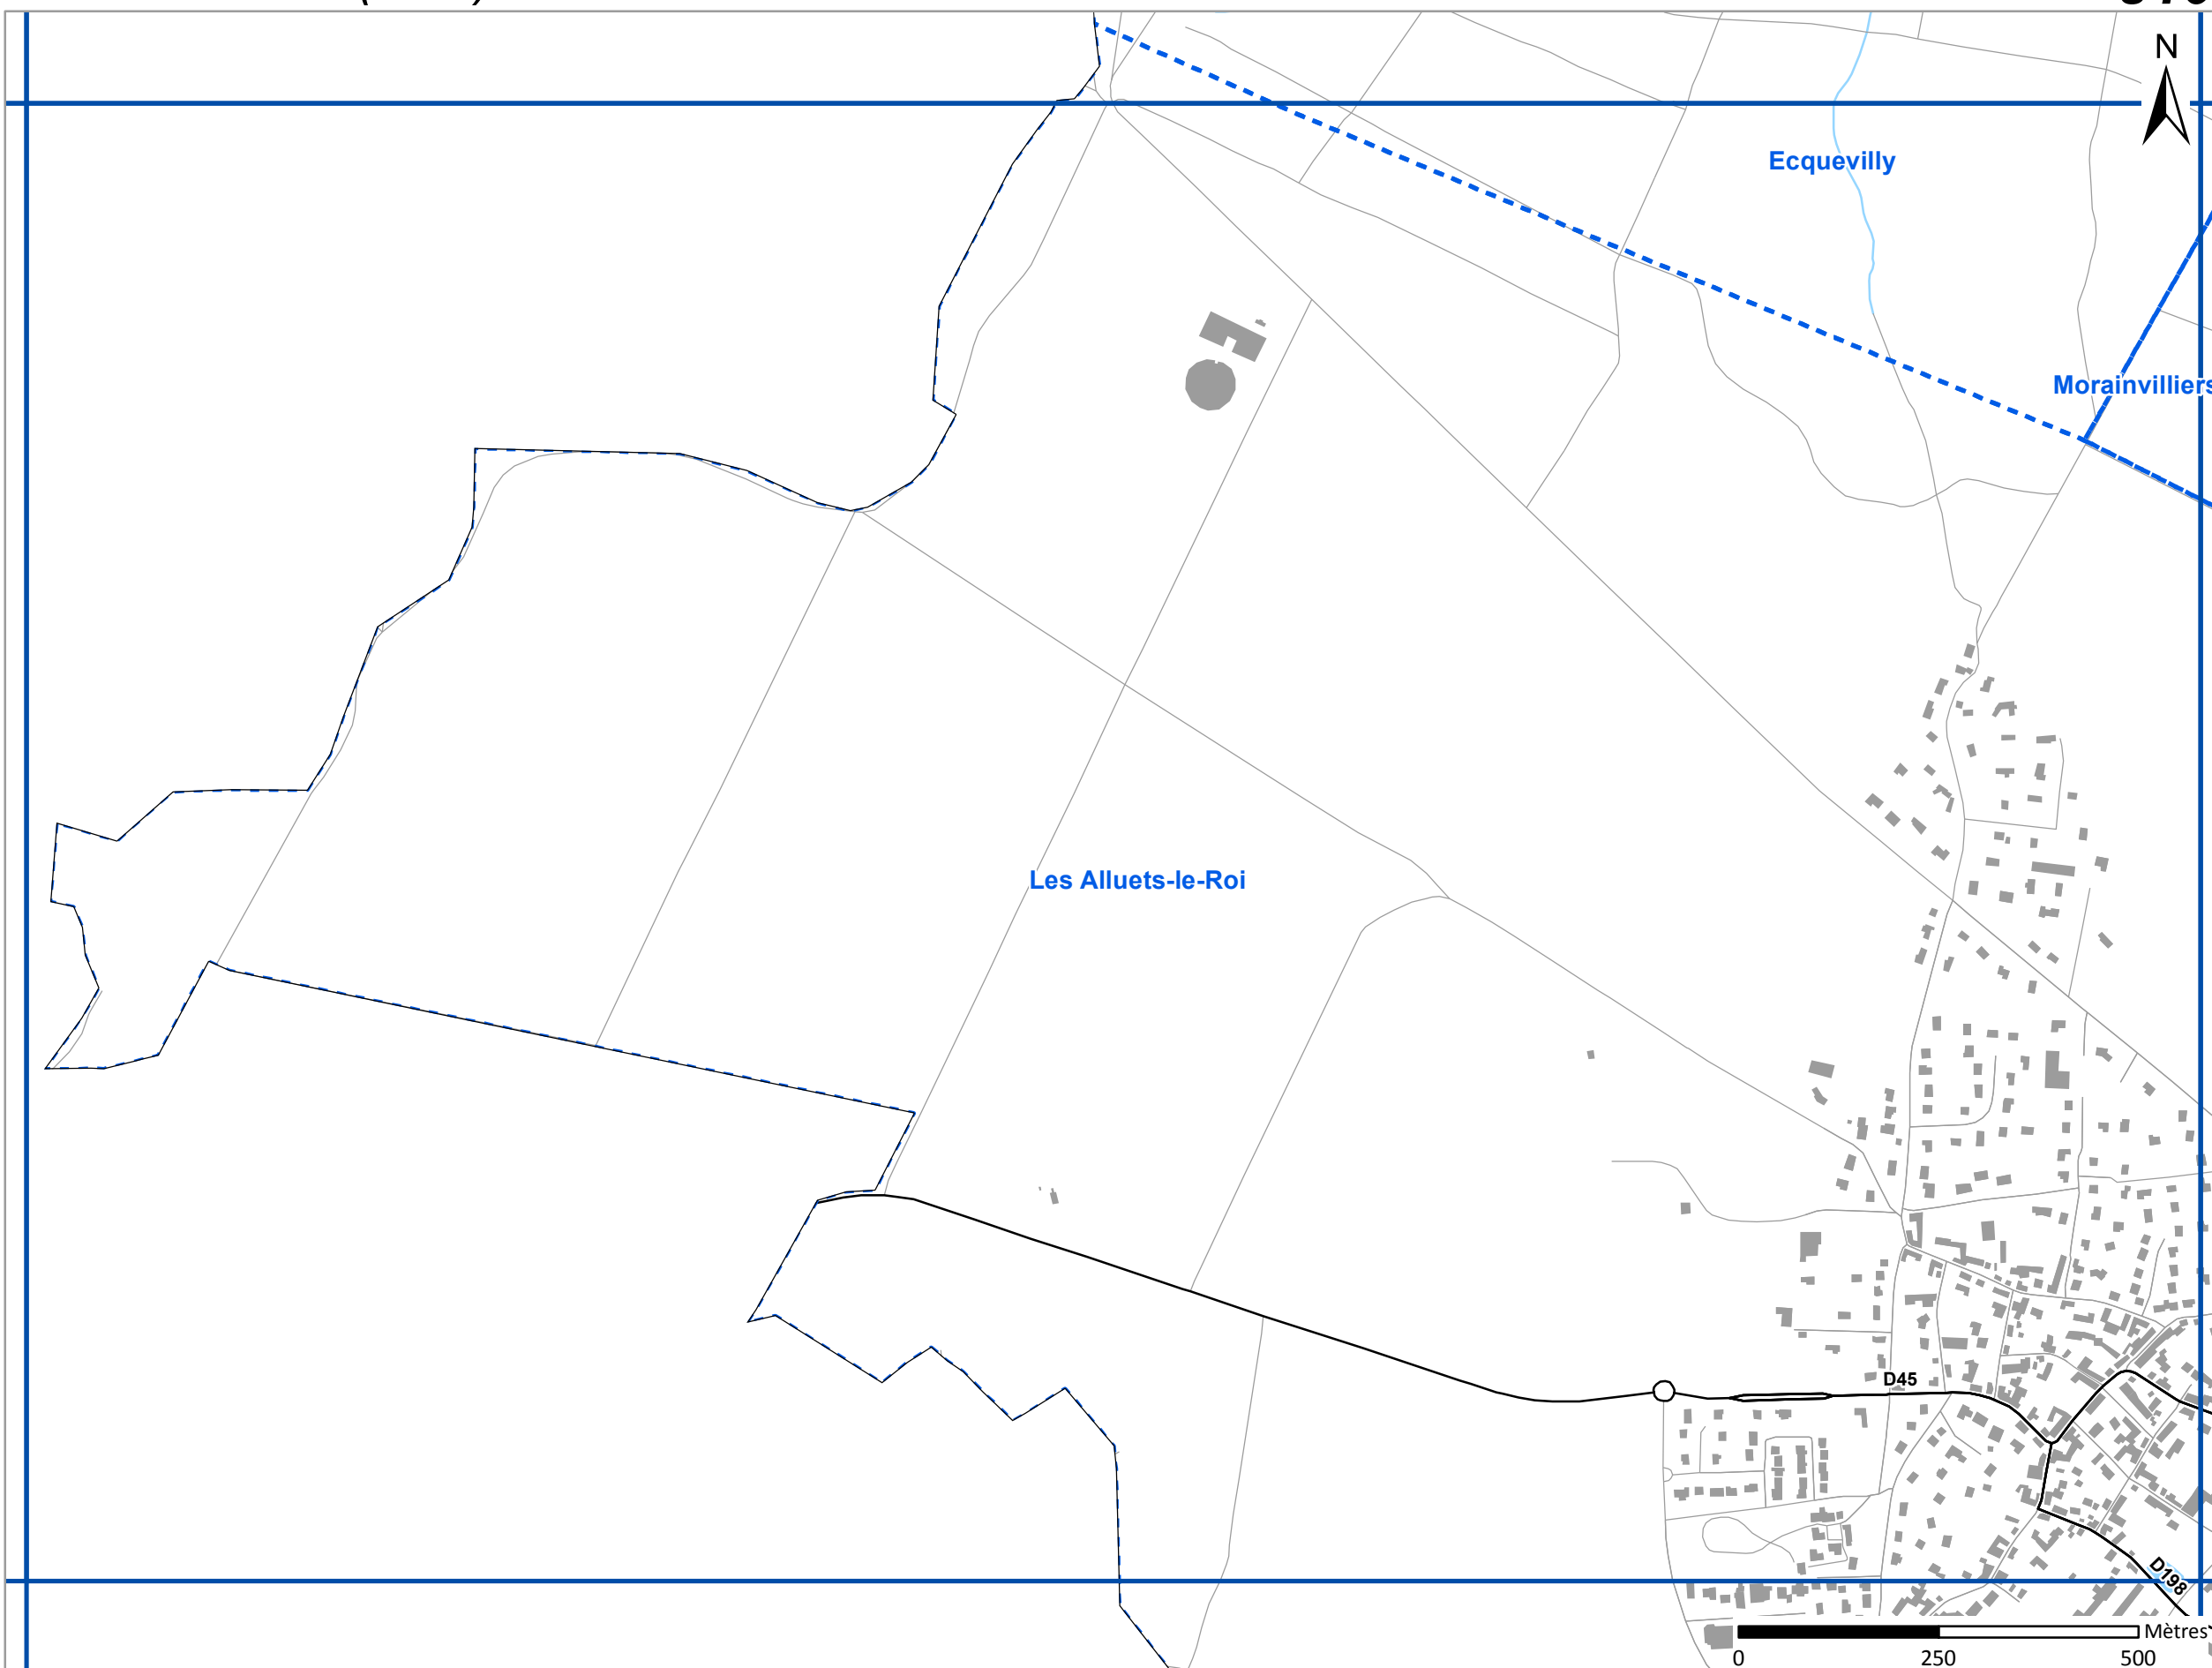 N
Ecquevilly
Morainvilliers
Les Alluets-le-Roi
D45
D198
Mètres
0 250 500